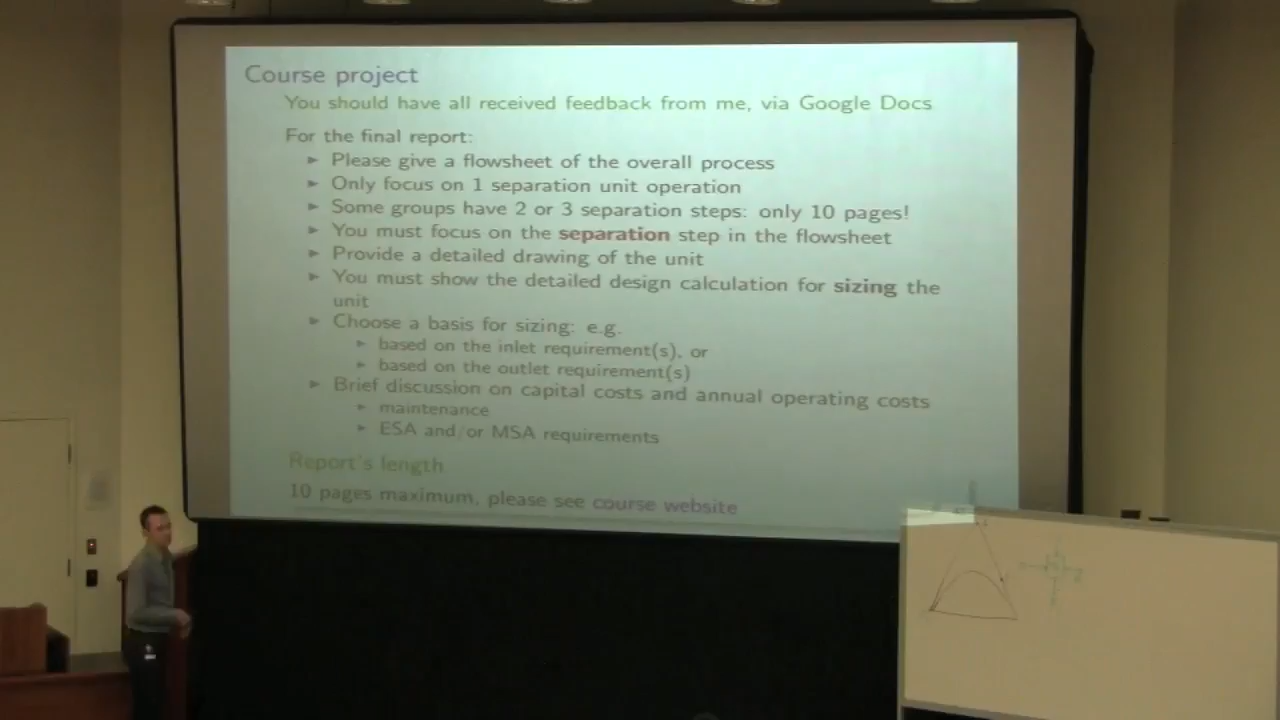 Course project
You should have all received feedback from me, via Google Docs
For the final report:
Please give a flowsheet of the overall process
Only focus on 1 separation unit operation
Some groups have 2 or 3 separation steps: only 10 pages!
You must focus on the separation step in the flowsheet
Provide a detailed drawing of the unit
You must show the detailed design calculation for sizing the
unit
Choose a basis for sizing: e.g.
based on the inlet requirement(s), or
based on the outlet requirement(s)
Brief discussion on capital costs and annual operating costs
maintenance
ESA and/or MSA requirements
Report's length
10 pages maximum, please see course website